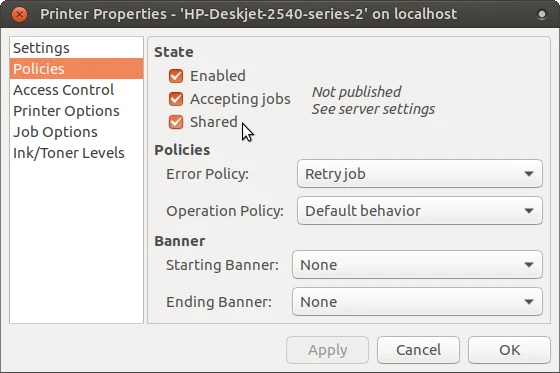 Printer Properties - 'HP-Deskjet-2540-series-2' on localhost
Settings
Policies
Access Control
Printer Options
Job Options
Ink/Toner Levels
State
Enabled
Accepting jobs
Shared
Not published
See server settings
Policies
Error Policy: Retry job
Operation Policy: Default behavior
Banner
Starting Banner: None
Ending Banner: None
Apply Cancel OK